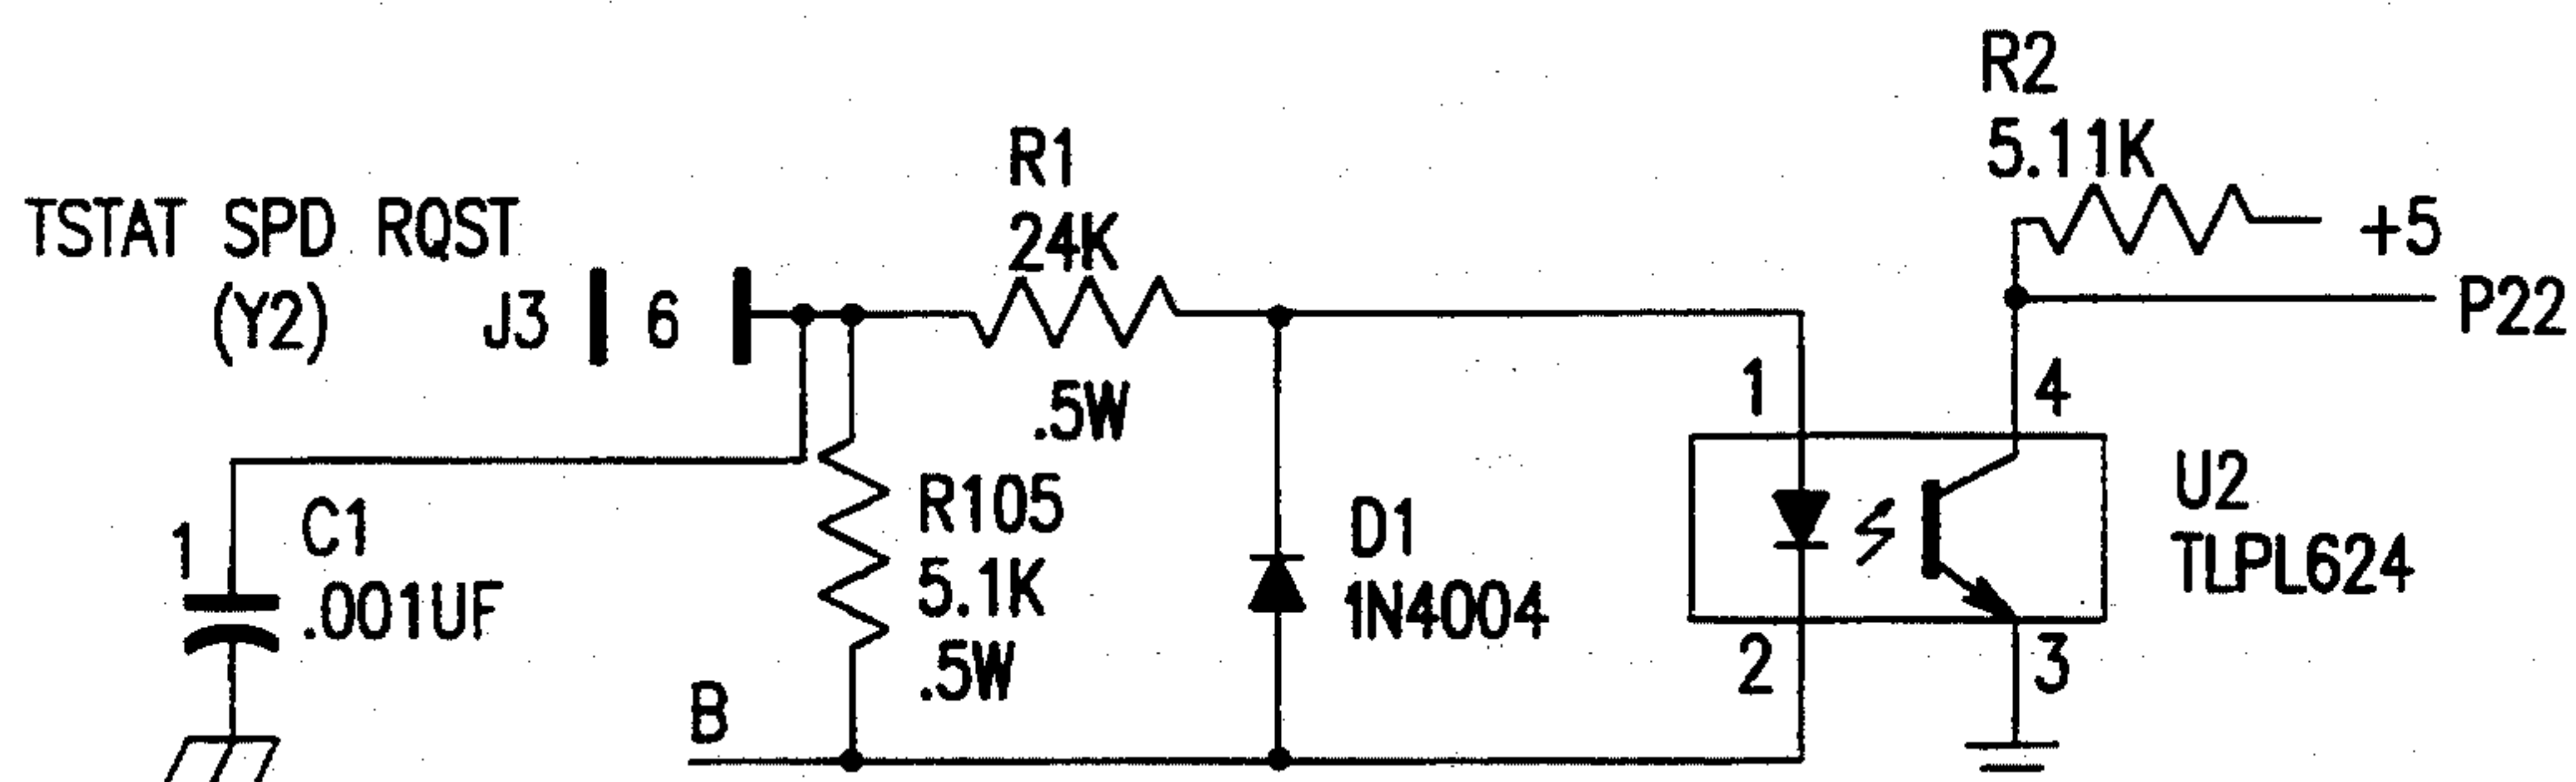 R2
5.11K
+5
P22
R1
24K
.5W
TSTAT SPD RQST
(Y2)
J3
6
1
4
U2
TLPL624
2
3
D1
1N4004
R105
5.1K
.5W
1
C1
.001UF
B